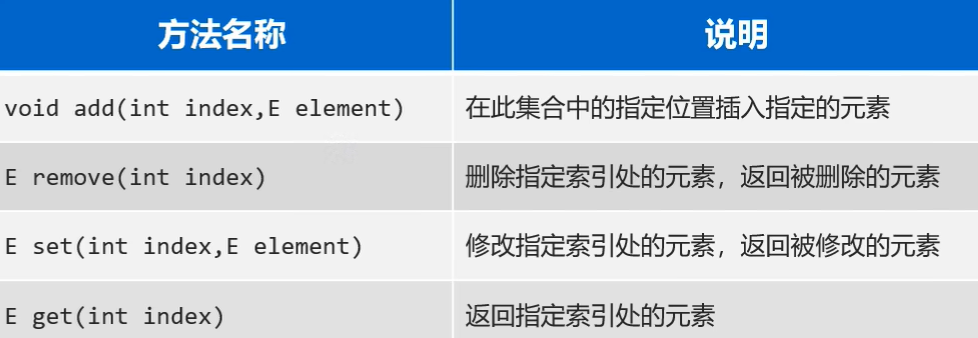 方法名称 说明
void add(int index,E element) 在此集合中的指定位置插入指定的元素
E remove(int index) 删除指定索引处的元素，返回被删除的元素
E set(int index,E element) 修改指定索引处的元素，返回被修改的元素
E get(int index) 返回指定索引处的元素